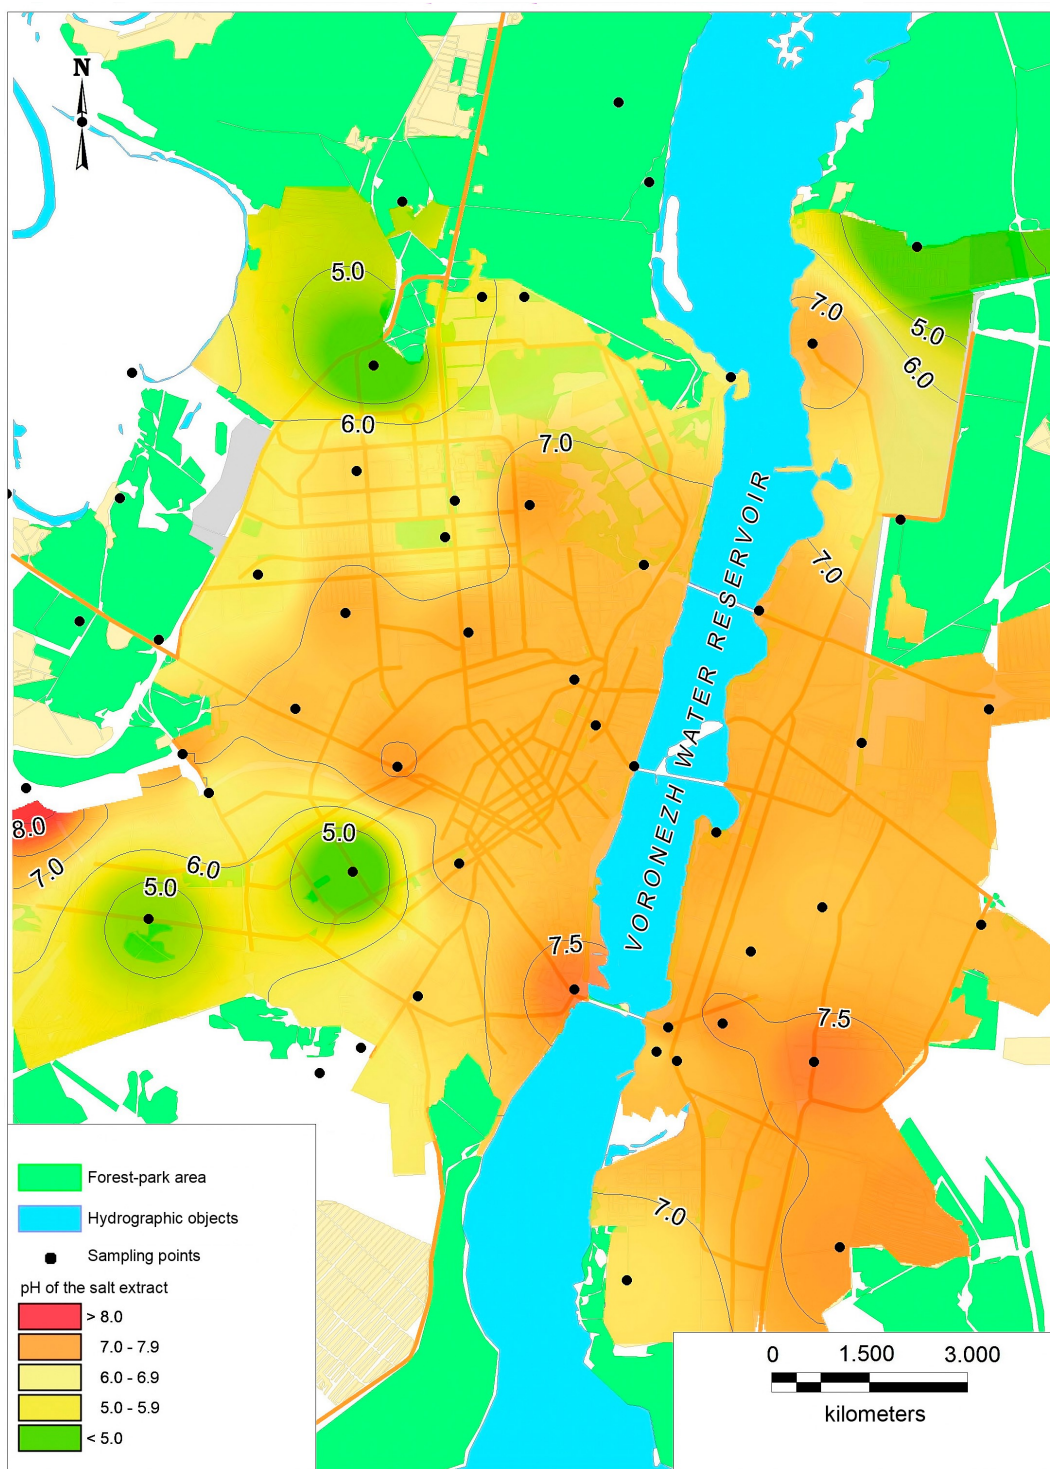 N
5.0
7.0
5.0
6.0
6.0
7.0
7.0
VORONEZH WATER RESERVOIR
8.0
7.0
6.0
5.0
5.0
7.5
7.5
7.0
Forest-park area
Hydrographic objects
Sampling points
pH of the salt extract
> 8.0
7.0 - 7.9
6.0 - 6.9
5.0 - 5.9
< 5.0
0 1.500 3.000
kilometers